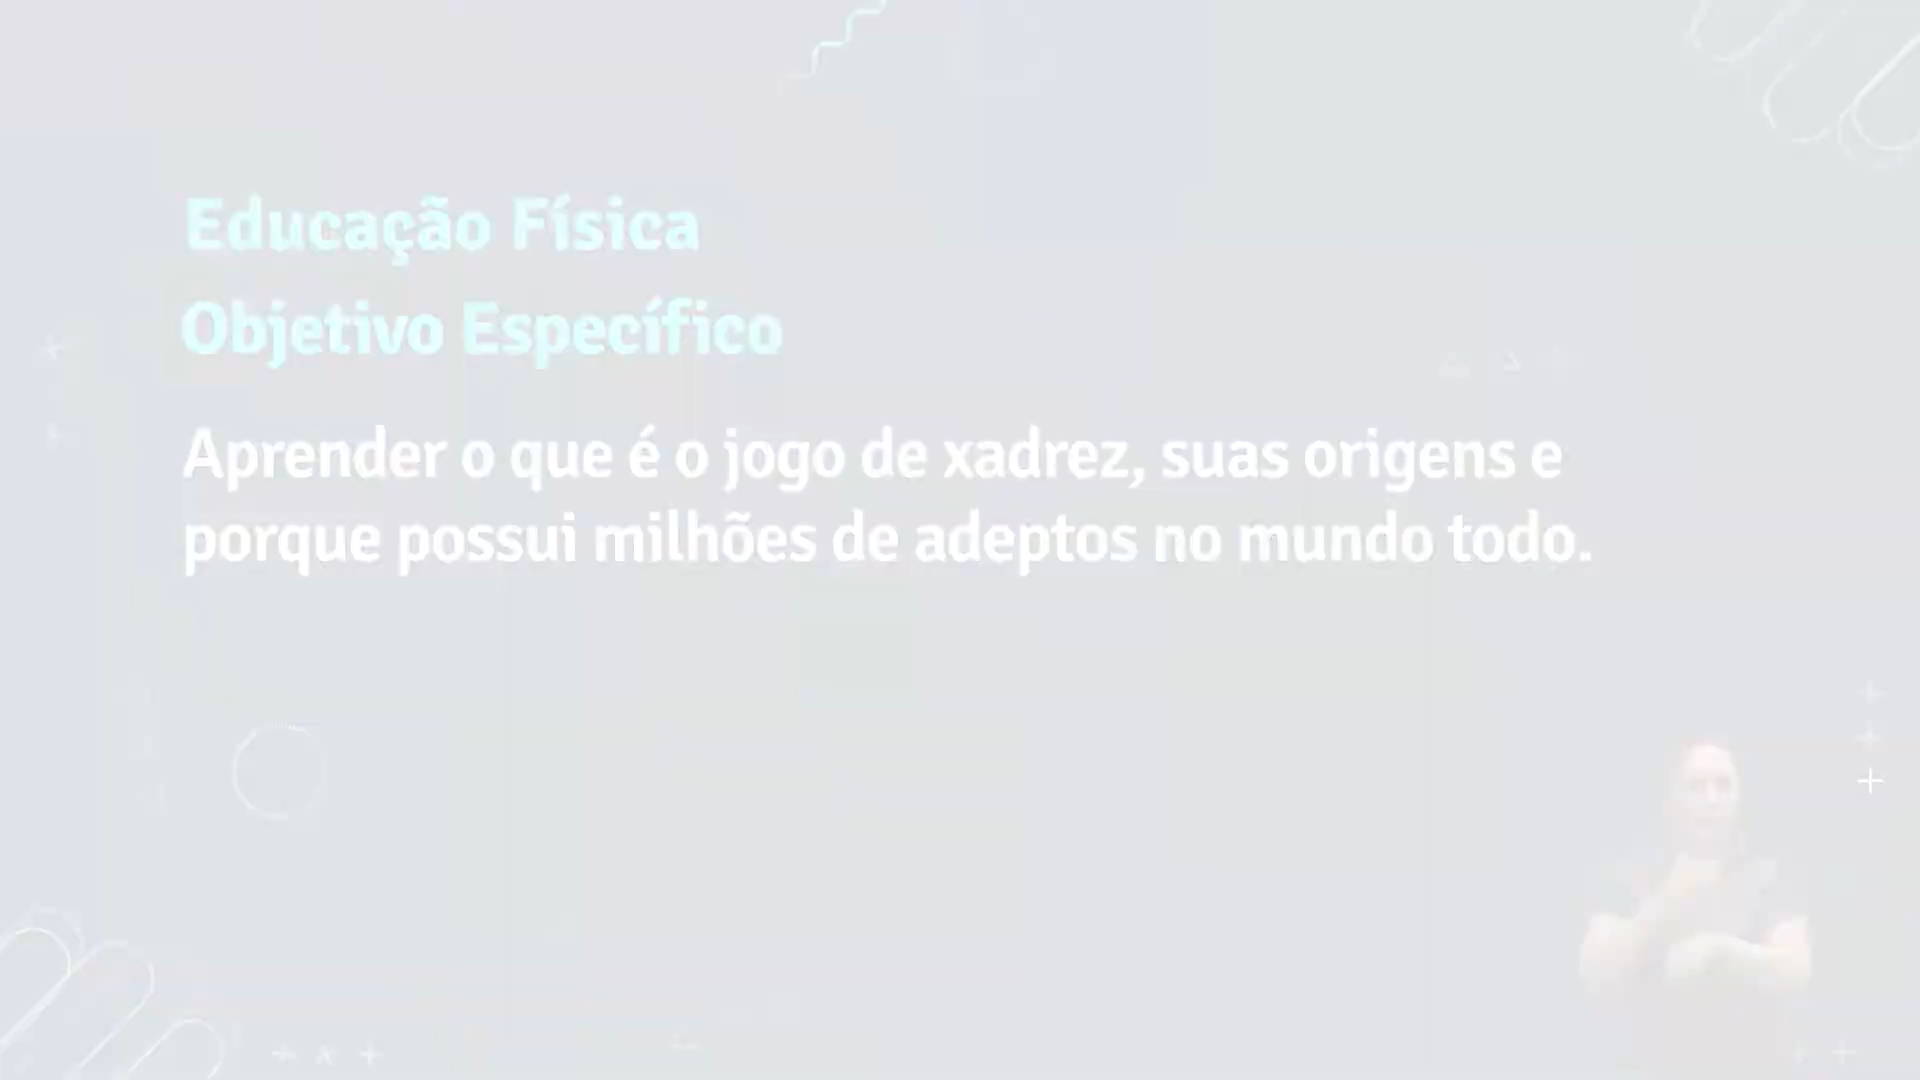 Educação Física
Objetivo Específico
Aprender o que é o jogo de xadrez, suas origens e
porque possui milhões de adeptos no mundo todo.